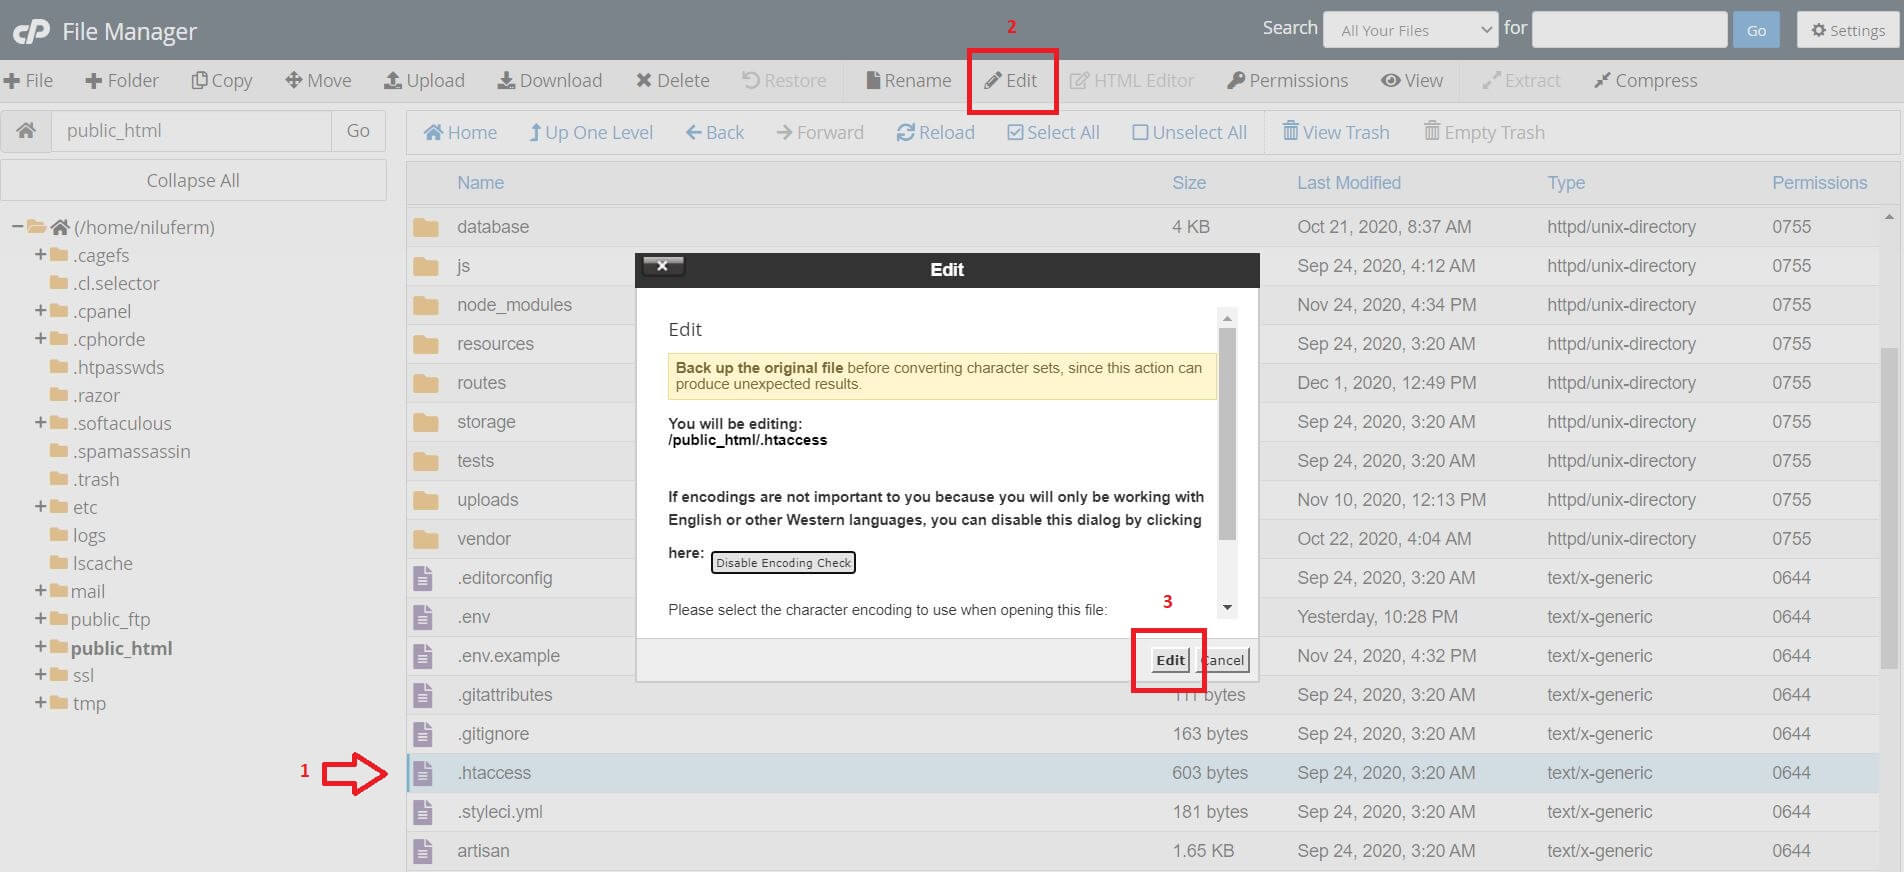 cP File Manager
Search All Your Files for Go Settings
2
File Folder Copy Move Upload Download Delete Restore Rename Edit HTML Editor Permissions View Extract Compress
public_html Go
Home Up One Level Back Forward Reload Select All Unselect All View Trash Empty Trash
Collapse All
(/home/niluferm)
.cagefs
.cl.selector
.cpanel
.cphorde
.htpasswds
.razor
.softaculous
.spamassassin
.trash
etc
logs
lscache
mail
public_ftp
public_html
ssl
tmp
Name Size Last Modified Type Permissions
database 4 KB Oct 21, 2020, 8:37 AM httpd/unix-directory 0755
js Sep 24, 2020, 4:12 AM httpd/unix-directory 0755
node_modules Nov 24, 2020, 4:34 PM httpd/unix-directory 0755
resources Sep 24, 2020, 3:20 AM httpd/unix-directory 0755
routes Dec 1, 2020, 12:49 PM httpd/unix-directory 0755
storage Sep 24, 2020, 3:20 AM httpd/unix-directory 0755
tests Sep 24, 2020, 3:20 AM httpd/unix-directory 0755
uploads Nov 10, 2020, 12:13 PM httpd/unix-directory 0755
vendor Oct 22, 2020, 4:04 AM httpd/unix-directory 0755
.editorconfig Sep 24, 2020, 3:20 AM text/x-generic 0644
.env Yesterday, 10:28 PM text/x-generic 0644
.env.example Nov 24, 2020, 4:32 PM text/x-generic 0644
.gitattributes 111 bytes Sep 24, 2020, 3:20 AM text/x-generic 0644
.gitignore 163 bytes Sep 24, 2020, 3:20 AM text/x-generic 0644
1
.htaccess 603 bytes Sep 24, 2020, 3:20 AM text/x-generic 0644
.styleci.yml 181 bytes Sep 24, 2020, 3:20 AM text/x-generic 0644
artisan 1.65 KB Sep 24, 2020, 3:20 AM text/x-generic 0644
Edit
Edit
Back up the original file before converting character sets, since this action can
produce unexpected results.
You will be editing:
/public_html/.htaccess
If encodings are not important to you because you will only be working with
English or other Western languages, you can disable this dialog by clicking
here: Disable Encoding Check
Please select the character encoding to use when opening this file:
3
Edit Cancel